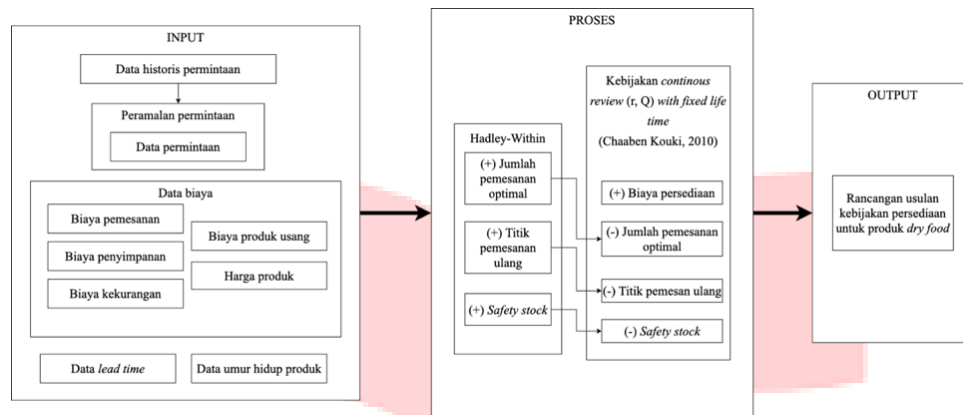 INPUT
Data historis permintaan
Peramalan permintaan
Data permintaan
Data biaya
Biaya pemesanan
Biaya penyimpanan
Biaya kekurangan
Biaya produk usang
Harga produk
Data lead time
Data umur hidup produk
PROSES
Hadley-Within
(+) Jumlah
pemesanan
optimal
(+) Titik
pemesanan
ulang
(+) Safety stock
Kebijakan continous
review (r, Q) with fixed life
time
(Chaaben Kouki, 2010)
(+) Biaya persediaan
(-) Jumlah pemesanan
optimal
(-) Titik pemesan ulang
(-) Safety stock
OUTPUT
Rancangan usulan
kebijakan persediaan
untuk produk dry food